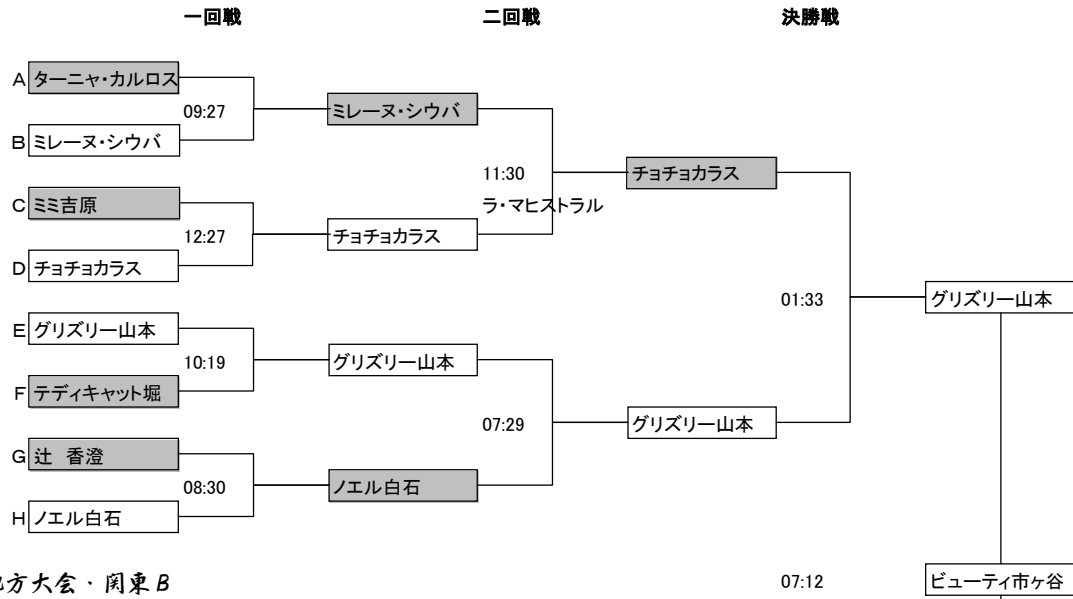 一回戦
二回戦
決勝戦
A ターニャ・カルロス
09:27
B ミレーヌ・シウバ
ミレーヌ・シウバ
C ミミ吉原
12:27
D チョチョカラス
チョチョカラス
11:30
ラ・マヒストラル
チョチョカラス
E グリズリー山本
10:19
F テディキャット堀
グリズリー山本
G 辻 香澄
08:30
H ノエル白石
ノエル白石
07:29
グリズリー山本
01:33
グリズリー山本
方大会・関東B
07:12
ビューティ市ヶ谷